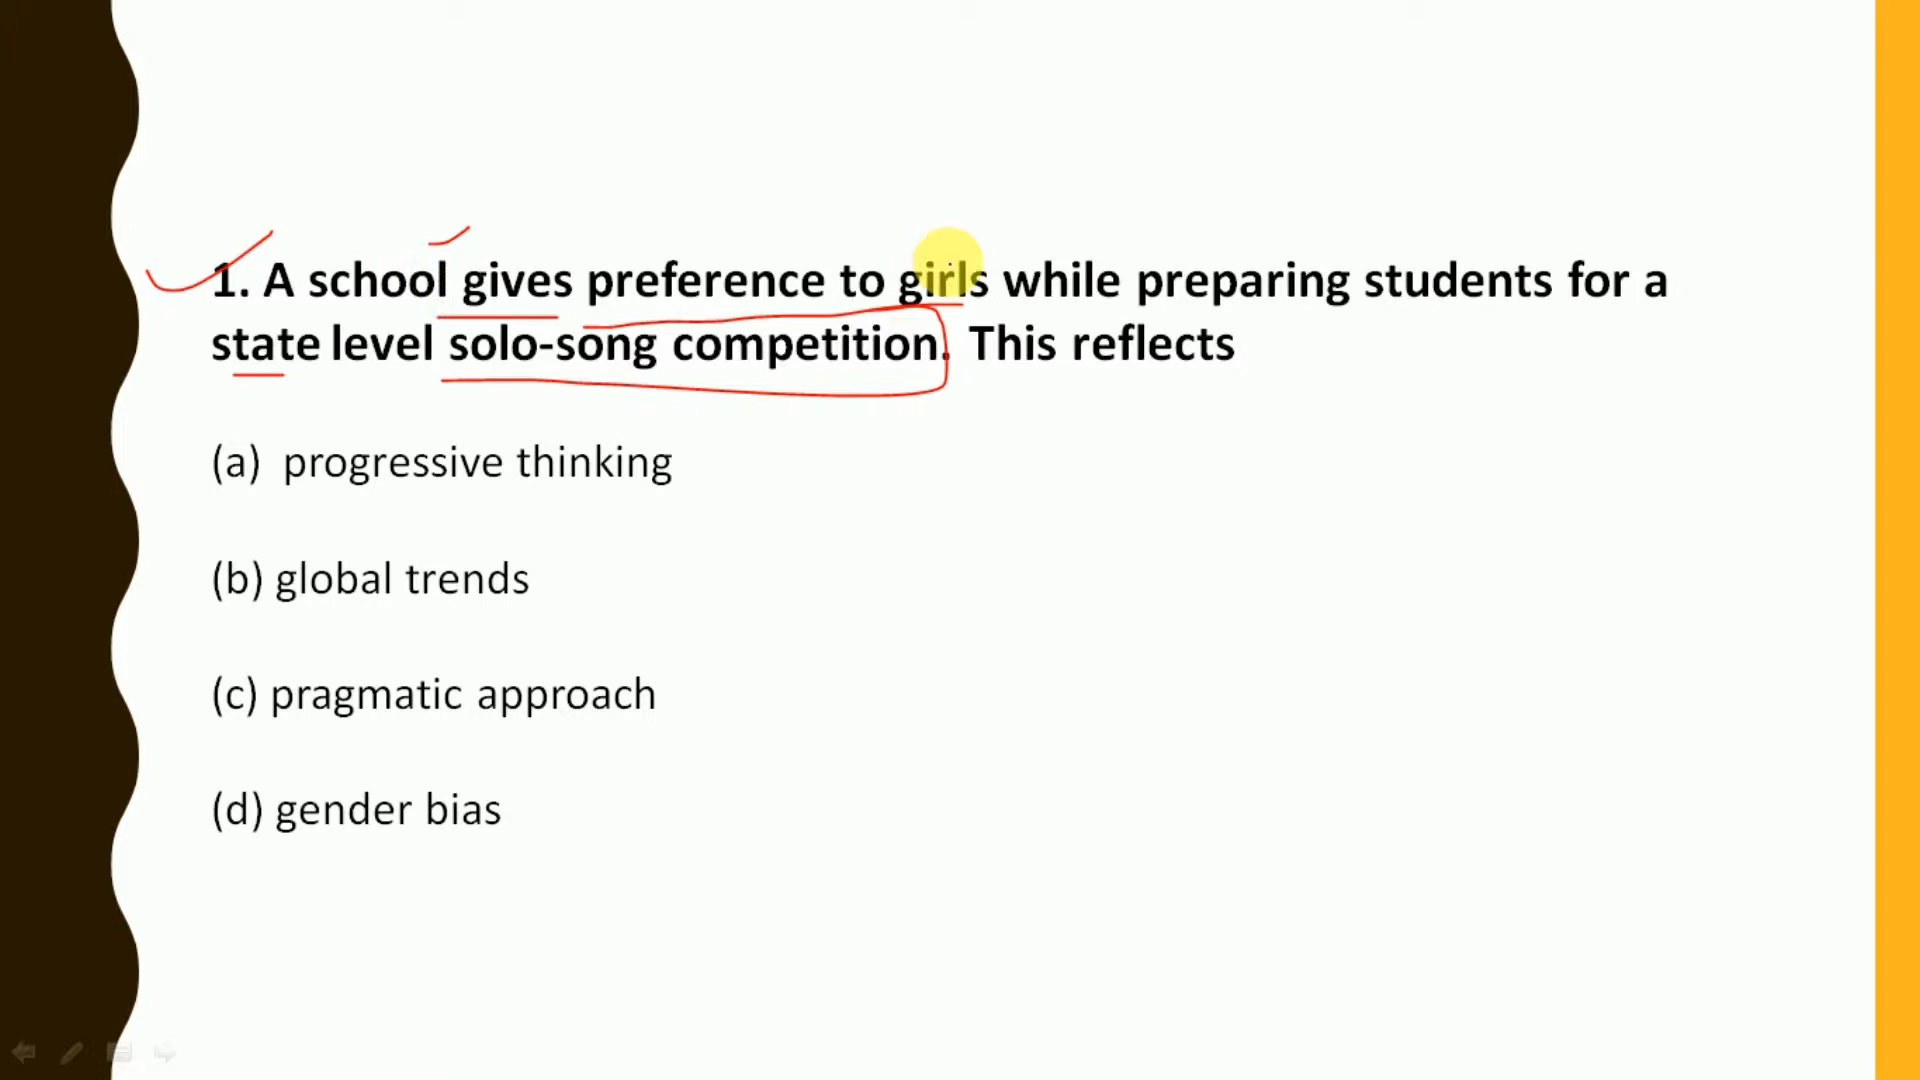 1. A school gives preference to girls while preparing students for a
state level solo-song competition. This reflects
(a) progressive thinking
(b) global trends
(c) pragmatic approach
(d) gender bias